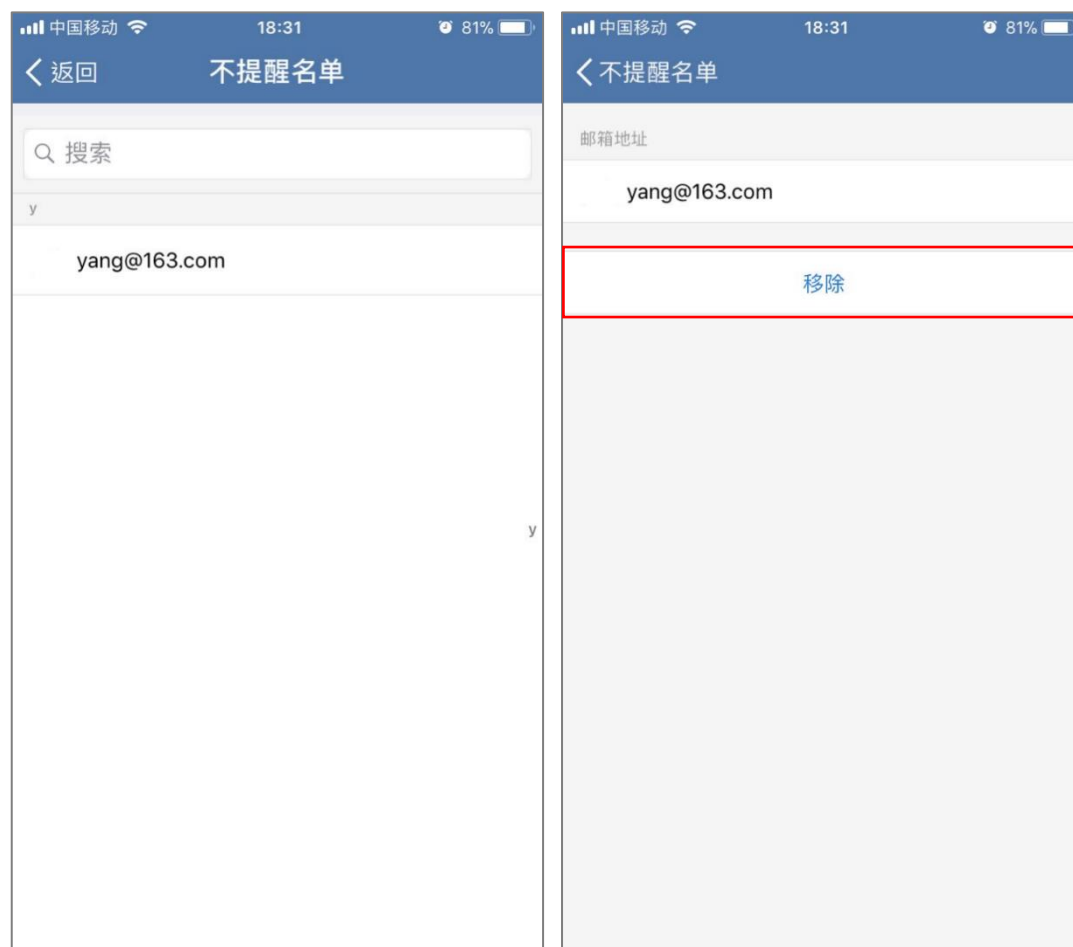 中国移动 18:31 81%
返回 不提醒名单
搜索
y
yang@163.com
y
中国移动 18:31 81%
不提醒名单
邮箱地址
yang@163.com
移除